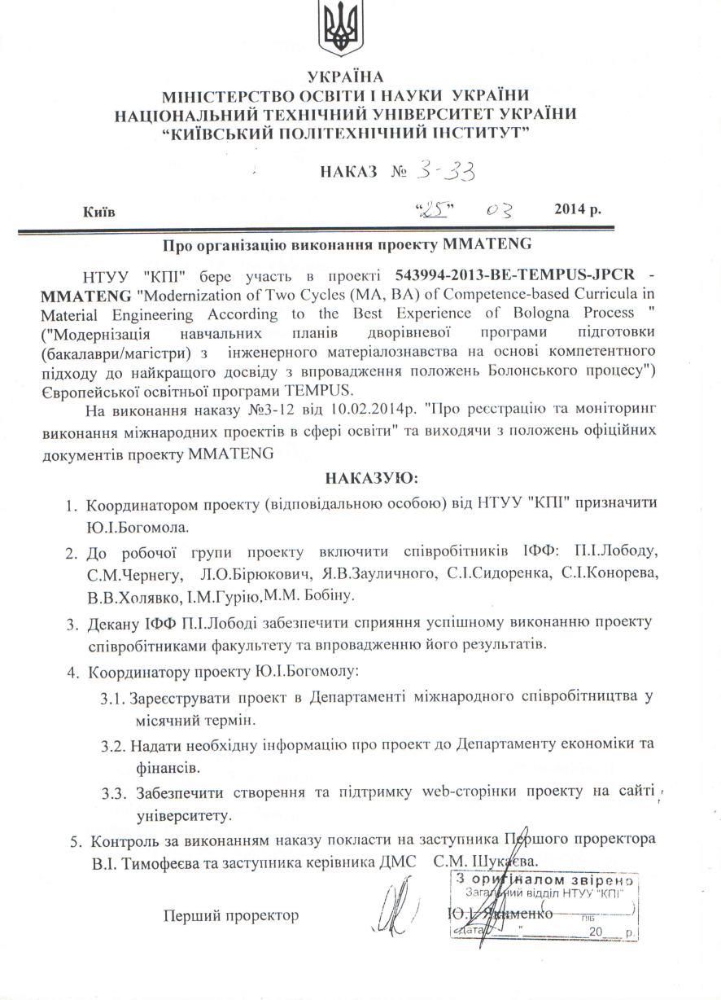 УКРАЇНА
МІНІСТЕРСТВО ОСВІТИ І НАУКИ УКРАЇНИ
НАЦІОНАЛЬНИЙ ТЕХНІЧНИЙ УНІВЕРСИТЕТ УКРАЇНИ
“КИЇВСЬКИЙ ПОЛІТЕХНІЧНИЙ ІНСТИТУТ”
НАКАЗ № 3-33
Київ “25” 03 2014 р.
Про організацію виконання проекту MMATENG
НТУУ "КПІ" бере участь в проекті 543994-2013-BE-TEMPUS-JPCR -
MMATENG "Modernization of Two Cycles (MA, BA) of Competence-based Curricula in
Material Engineering According to the Best Experience of Bologna Process "
("Модернізація навчальних планів дворівневої програми підготовки
(бакалаври/магістри) з інженерного матеріалознавства на основі компетентного
підходу до найкращого досвіду з впровадження положень Болонського процесу")
Європейської освітньої програми TEMPUS.
На виконання наказу №3-12 від 10.02.2014р. "Про реєстрацію та моніторинг
виконання міжнародних проектів в сфері освіти" та виходячи з положень офіційних
документів проекту MMATENG
НАКАЗУЮ:
1. Координатором проекту (відповідальною особою) від НТУУ "КПІ" призначити
Ю.І.Богомола.
2. До робочої групи проекту включити співробітників ІФФ: П.І.Лободу,
С.М.Чернегу, Л.О.Бірюкович, Я.В.Зауличного, С.І.Сидоренка, С.І.Конорева,
В.В.Холявко, І.М.Гурію,М.М. Бобіну.
3. Декану ІФФ П.І.Лободі забезпечити сприяння успішному виконанню проекту
співробітниками факультету та впровадженню його результатів.
4. Координатору проекту Ю.І.Богомолу:
3.1. Зареєструвати проект в Департаменті міжнародного співробітництва у
місячний термін.
3.2. Надати необхідну інформацію про проект до Департаменту економіки та
фінансів.
3.3. Забезпечити створення та підтримку web-сторінки проекту на сайті
університету.
5. Контроль за виконанням наказу покласти на заступника Першого проректора
В.І. Тимофеєва та заступника керівника ДМС С.М. Шукаєва.
З оригіналом звірено
Загальний відділ НТУУ "КПІ"
Перший проректор Ю.І. Якименко
ПІБ
дата " 20 р.